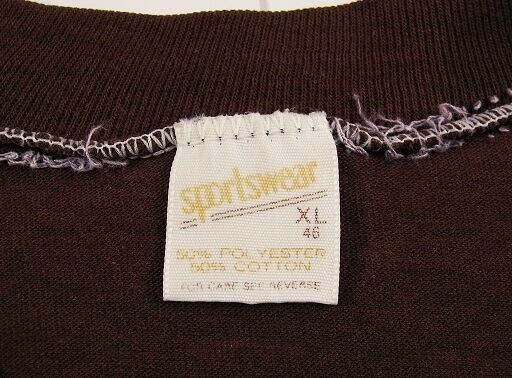 sportswear
XL
46
50% POLYESTER
50% COTTON
FOR CARE SEE REVERSE